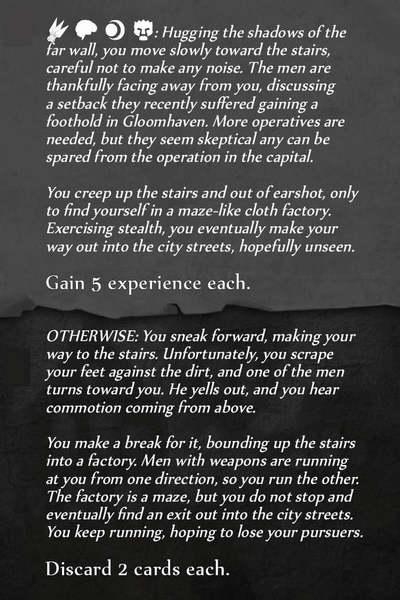 : Hugging the shadows of the
far wall, you move slowly toward the stairs,
careful not to make any noise. The men are
thankfully facing away from you, discussing
a setback they recently suffered gaining a
foothold in Gloomhaven. More operatives are
needed, but they seem skeptical any can be
spared from the operation in the capital.
You creep up the stairs and out of earshot, only
to find yourself in a maze-like cloth factory.
Exercising stealth, you eventually make your
way out into the city streets, hopefully unseen.
Gain 5 experience each.
OTHERWISE: You sneak forward, making your
way to the stairs. Unfortunately, you scrape
your feet against the dirt, and one of the men
turns toward you. He yells out, and you hear
commotion coming from above.
You make a break for it, bounding up the stairs
into a factory. Men with weapons are running
at you from one direction, so you run the other.
The factory is a maze, but you do not stop and
eventually find an exit out into the city streets.
You keep running, hoping to lose your pursuers.
Discard 2 cards each.